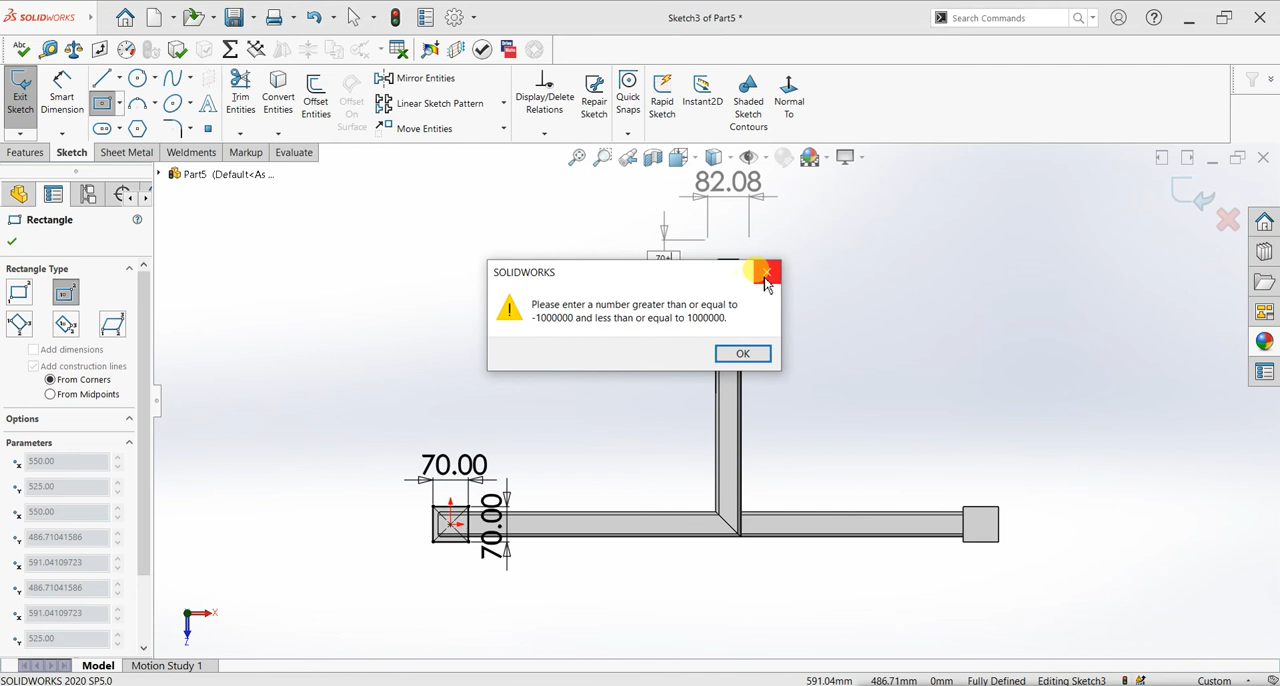 SOLIDWORKS
Sketch3 of Part5 *
Search Commands
Exit Sketch
Smart Dimension
Trim Entities
Convert Entities
Offset Entities
Offset On Surface
Mirror Entities
Linear Sketch Pattern
Move Entities
Display/Delete Relations
Repair Sketch
Quick Snaps
Rapid Sketch
Instant2D
Shaded Sketch Contours
Normal To
Features
Sketch
Sheet Metal
Weldments
Markup
Evaluate
Part5 (Default<As ...
Rectangle
Rectangle Type
Add dimensions
Add construction lines
From Corners
From Midpoints
Options
Parameters
550.00
525.00
550.00
486.71041586
591.04109723
486.71041586
591.04109723
525.00
82.08
SOLIDWORKS
Please enter a number greater than or equal to
-1000000 and less than or equal to 1000000.
OK
70.00
70.00
X
Z
Model
Motion Study 1
SOLIDWORKS 2020 SP5.0
591.04mm
486.71mm
0mm
Fully Defined
Editing Sketch3
Custom